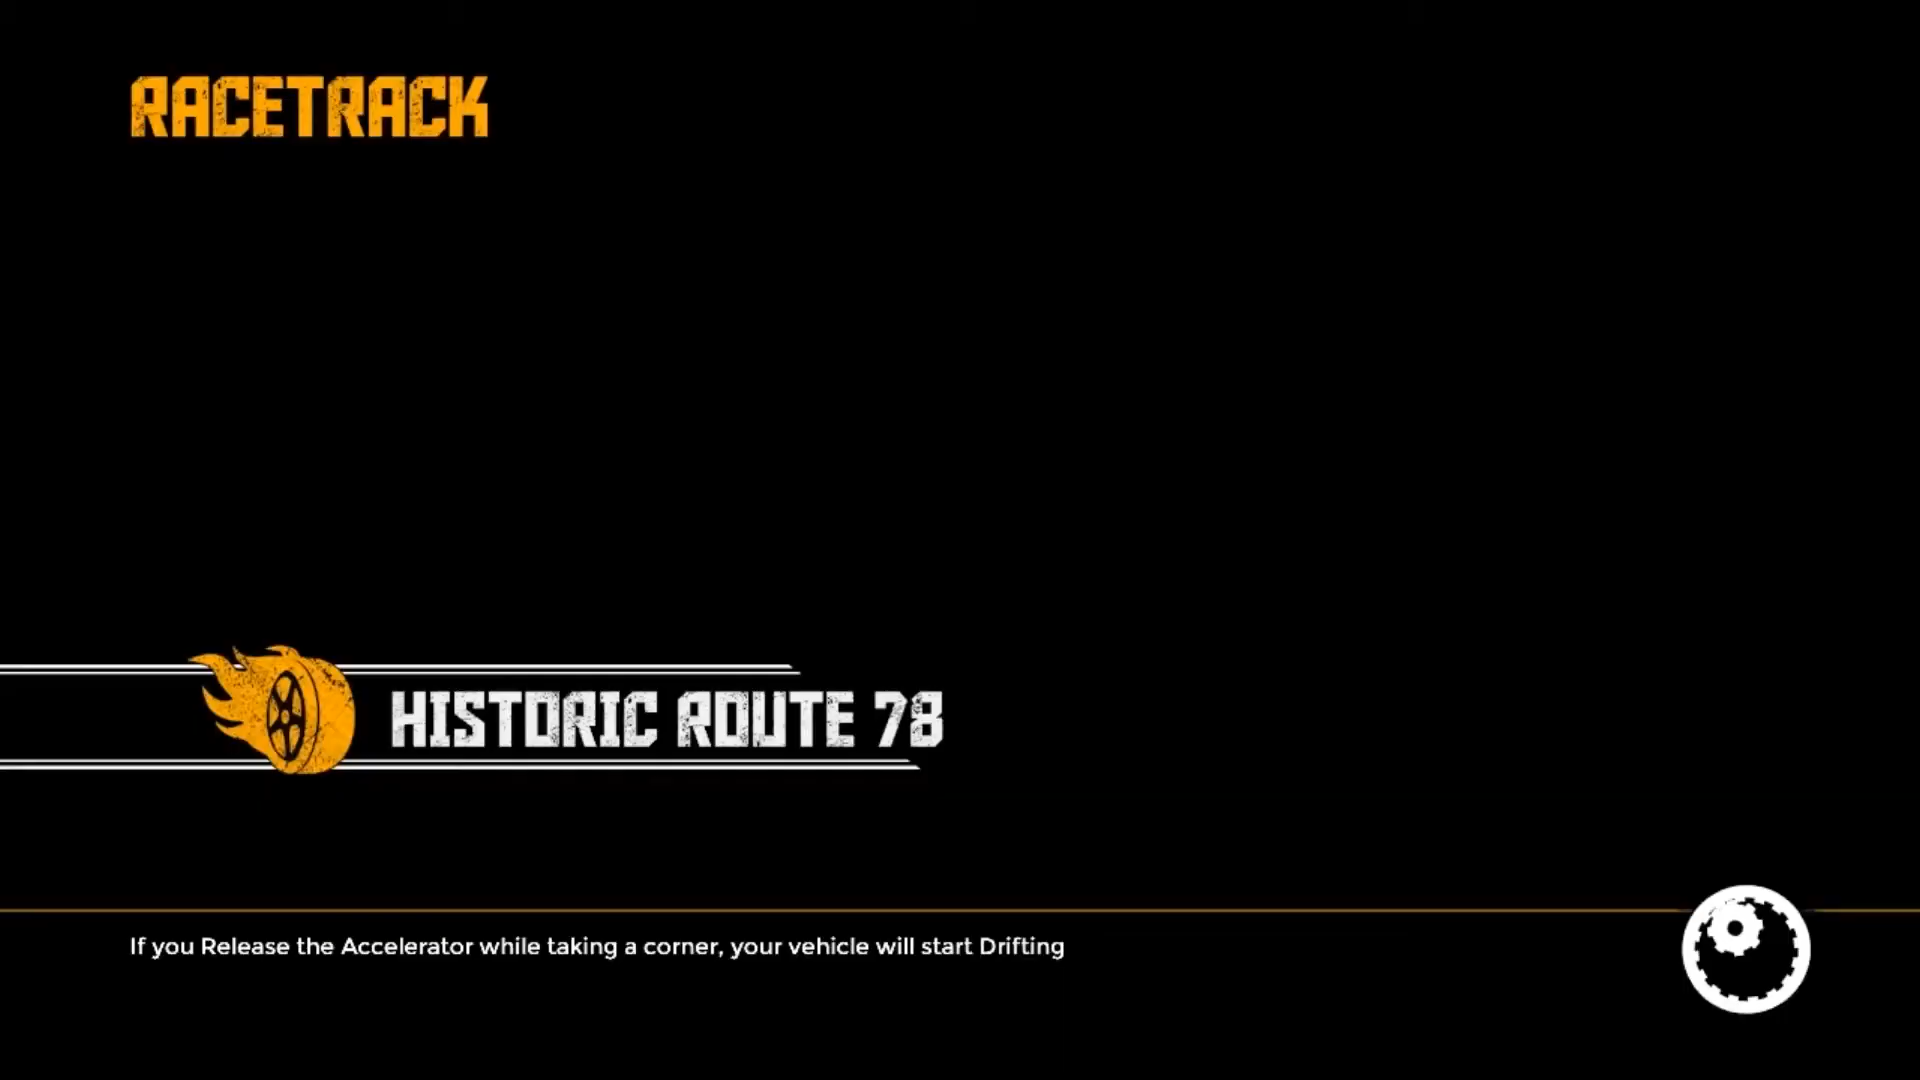 RACETRACK
HISTORIC ROUTE 78
If you Release the Accelerator while taking a corner, your vehicle will start Drifting